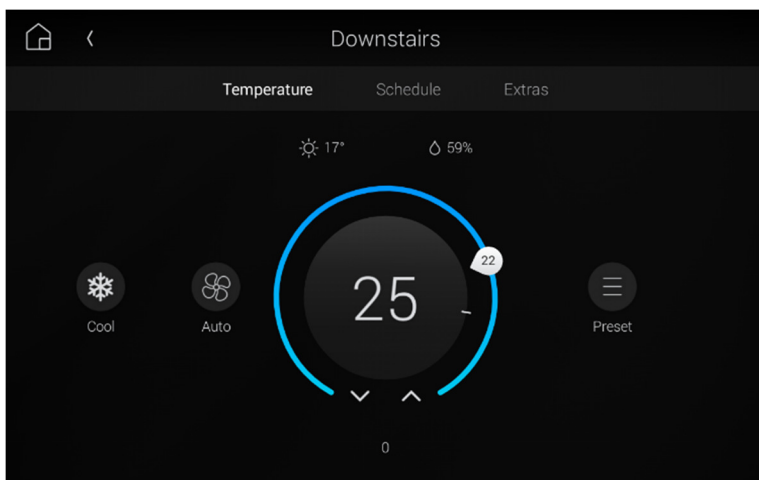 Downstairs
Temperature Schedule Extras
17° 59%
22
25
Cool Auto Preset
0